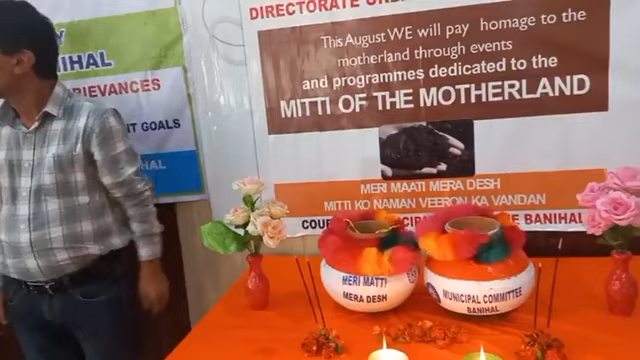 BANIHAL
RIEVANCES
NT GOALS
HAL
DIRECTORATE
This August WE will pay homage to the
motherland through events
and programmes dedicated to the
MITTI OF THE MOTHERLAND
MERI MAATI MERA DESH
MITTI KO NAMAN VEERON KA VANDAN
BANIHAL
MERI MATTI
MERA DESH
MUNICIPAL COMMITTEE
BANIHAL